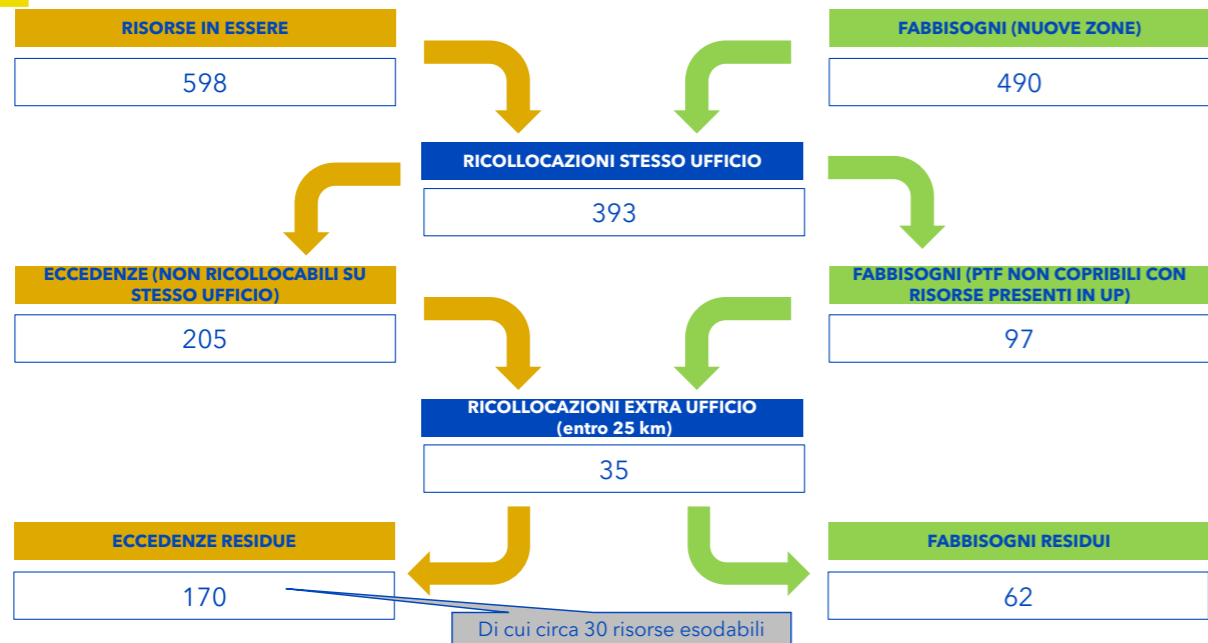 RISORSE IN ESSERE
598
FABBISOGNI (NUOVE ZONE)
490
RICOLLOCAZIONI STESSO UFFICIO
393
ECCEDENZE (NON RICOLLOCABILI SU
STESSO UFFICIO)
205
FABBISOGNI (PTF NON COPRIBILI CON
RISORSE PRESENTI IN UP)
97
RICOLLOCAZIONI EXTRA UFFICIO
(entro 25 km)
35
ECCEDENZE RESIDUE
170
FABBISOGNI RESIDUI
62
Di cui circa 30 risorse esodabili